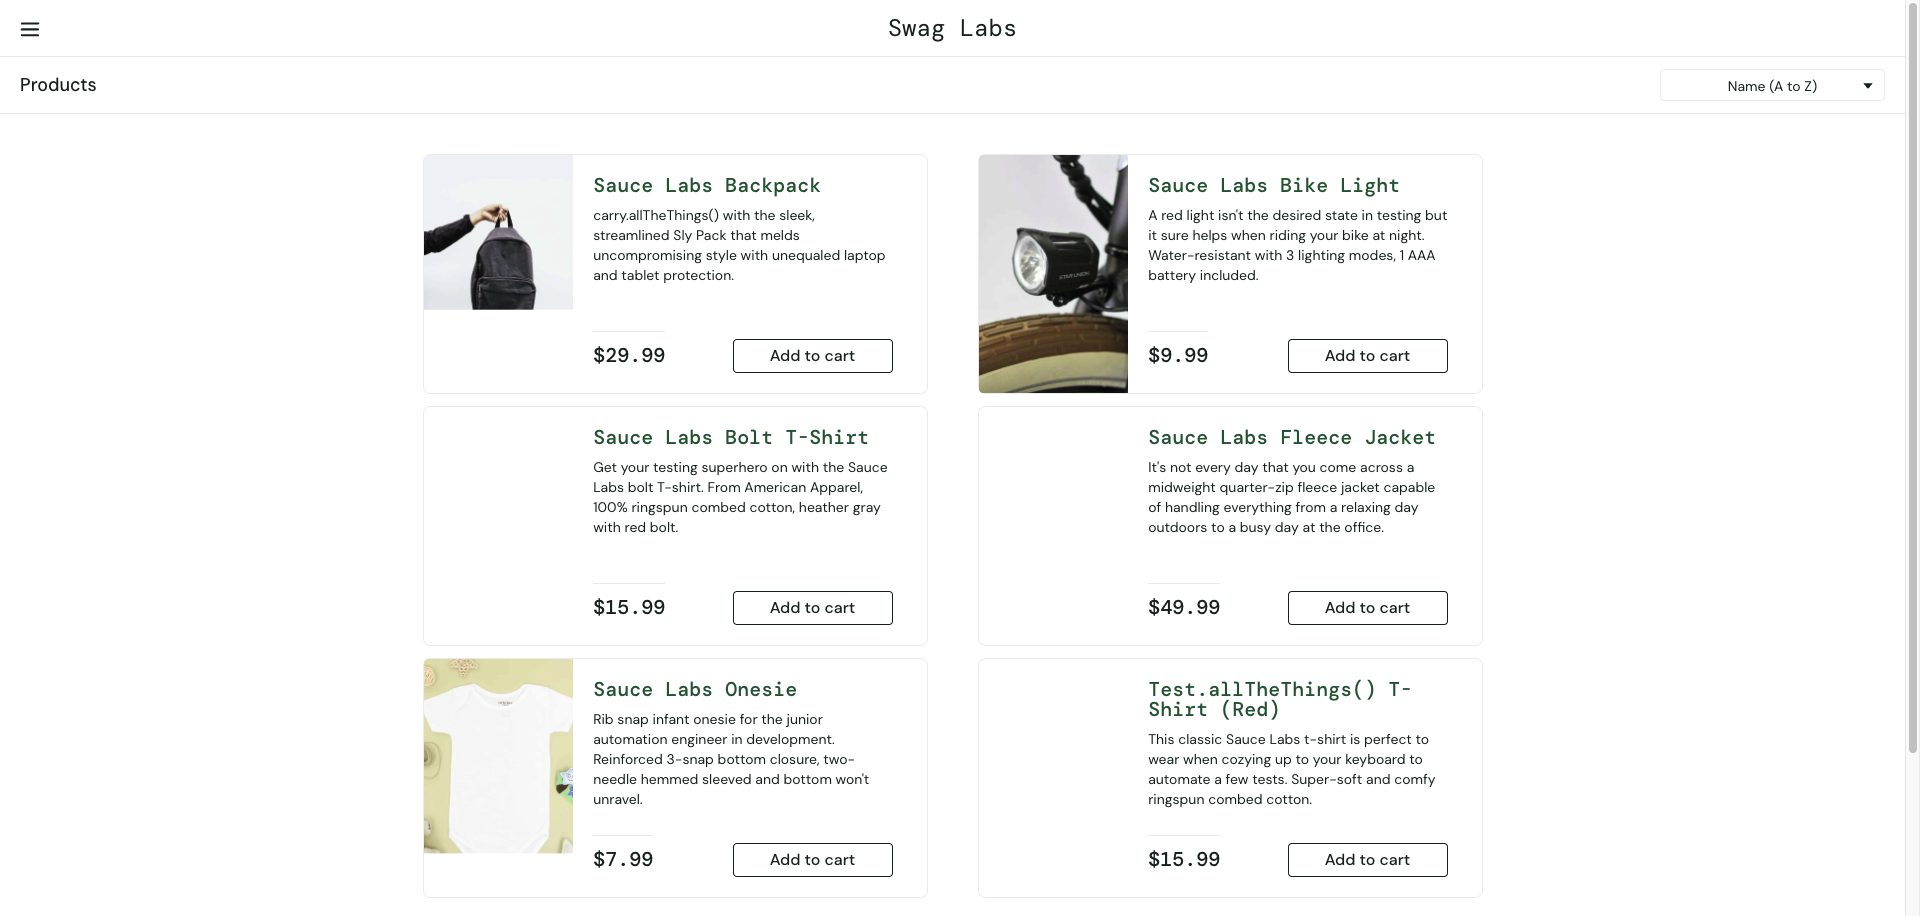 Swag Labs
Products
Name (A to Z)
Sauce Labs Backpack
carry.allTheThings() with the sleek,
streamlined Sly Pack that melds
uncompromising style with unequaled laptop
and tablet protection.
$29.99
Add to cart
Sauce Labs Bike Light
A red light isn't the desired state in testing but
it sure helps when riding your bike at night.
Water-resistant with 3 lighting modes, 1 AAA
battery included.
$9.99
Add to cart
Sauce Labs Bolt T-Shirt
Get your testing superhero on with the Sauce
Labs bolt T-shirt. From American Apparel,
100% ringspun combed cotton, heather gray
with red bolt.
$15.99
Add to cart
Sauce Labs Fleece Jacket
It's not every day that you come across a
midweight quarter-zip fleece jacket capable
of handling everything from a relaxing day
outdoors to a busy day at the office.
$49.99
Add to cart
Sauce Labs Onesie
Rib snap infant onesie for the junior
automation engineer in development.
Reinforced 3-snap bottom closure, two-
needle hemmed sleeved and bottom won't
unravel.
$7.99
Add to cart
Test.allTheThings() T-
Shirt (Red)
This classic Sauce Labs t-shirt is perfect to
wear when cozying up to your keyboard to
automate a few tests. Super-soft and comfy
ringspun combed cotton.
$15.99
Add to cart